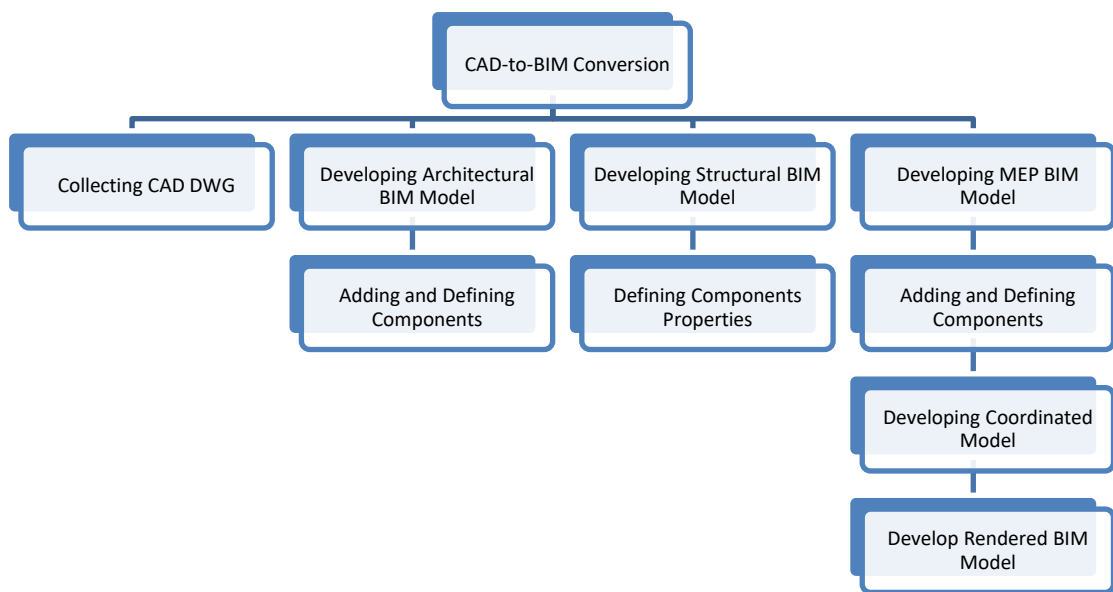 CAD-to-BIM Conversion
Collecting CAD DWG
Developing Architectural
BIM Model
Developing Structural BIM
Model
Developing MEP BIM
Model
Adding and Defining
Components
Defining Components
Properties
Adding and Defining
Components
Developing Coordinated
Model
Develop Rendered BIM
Model